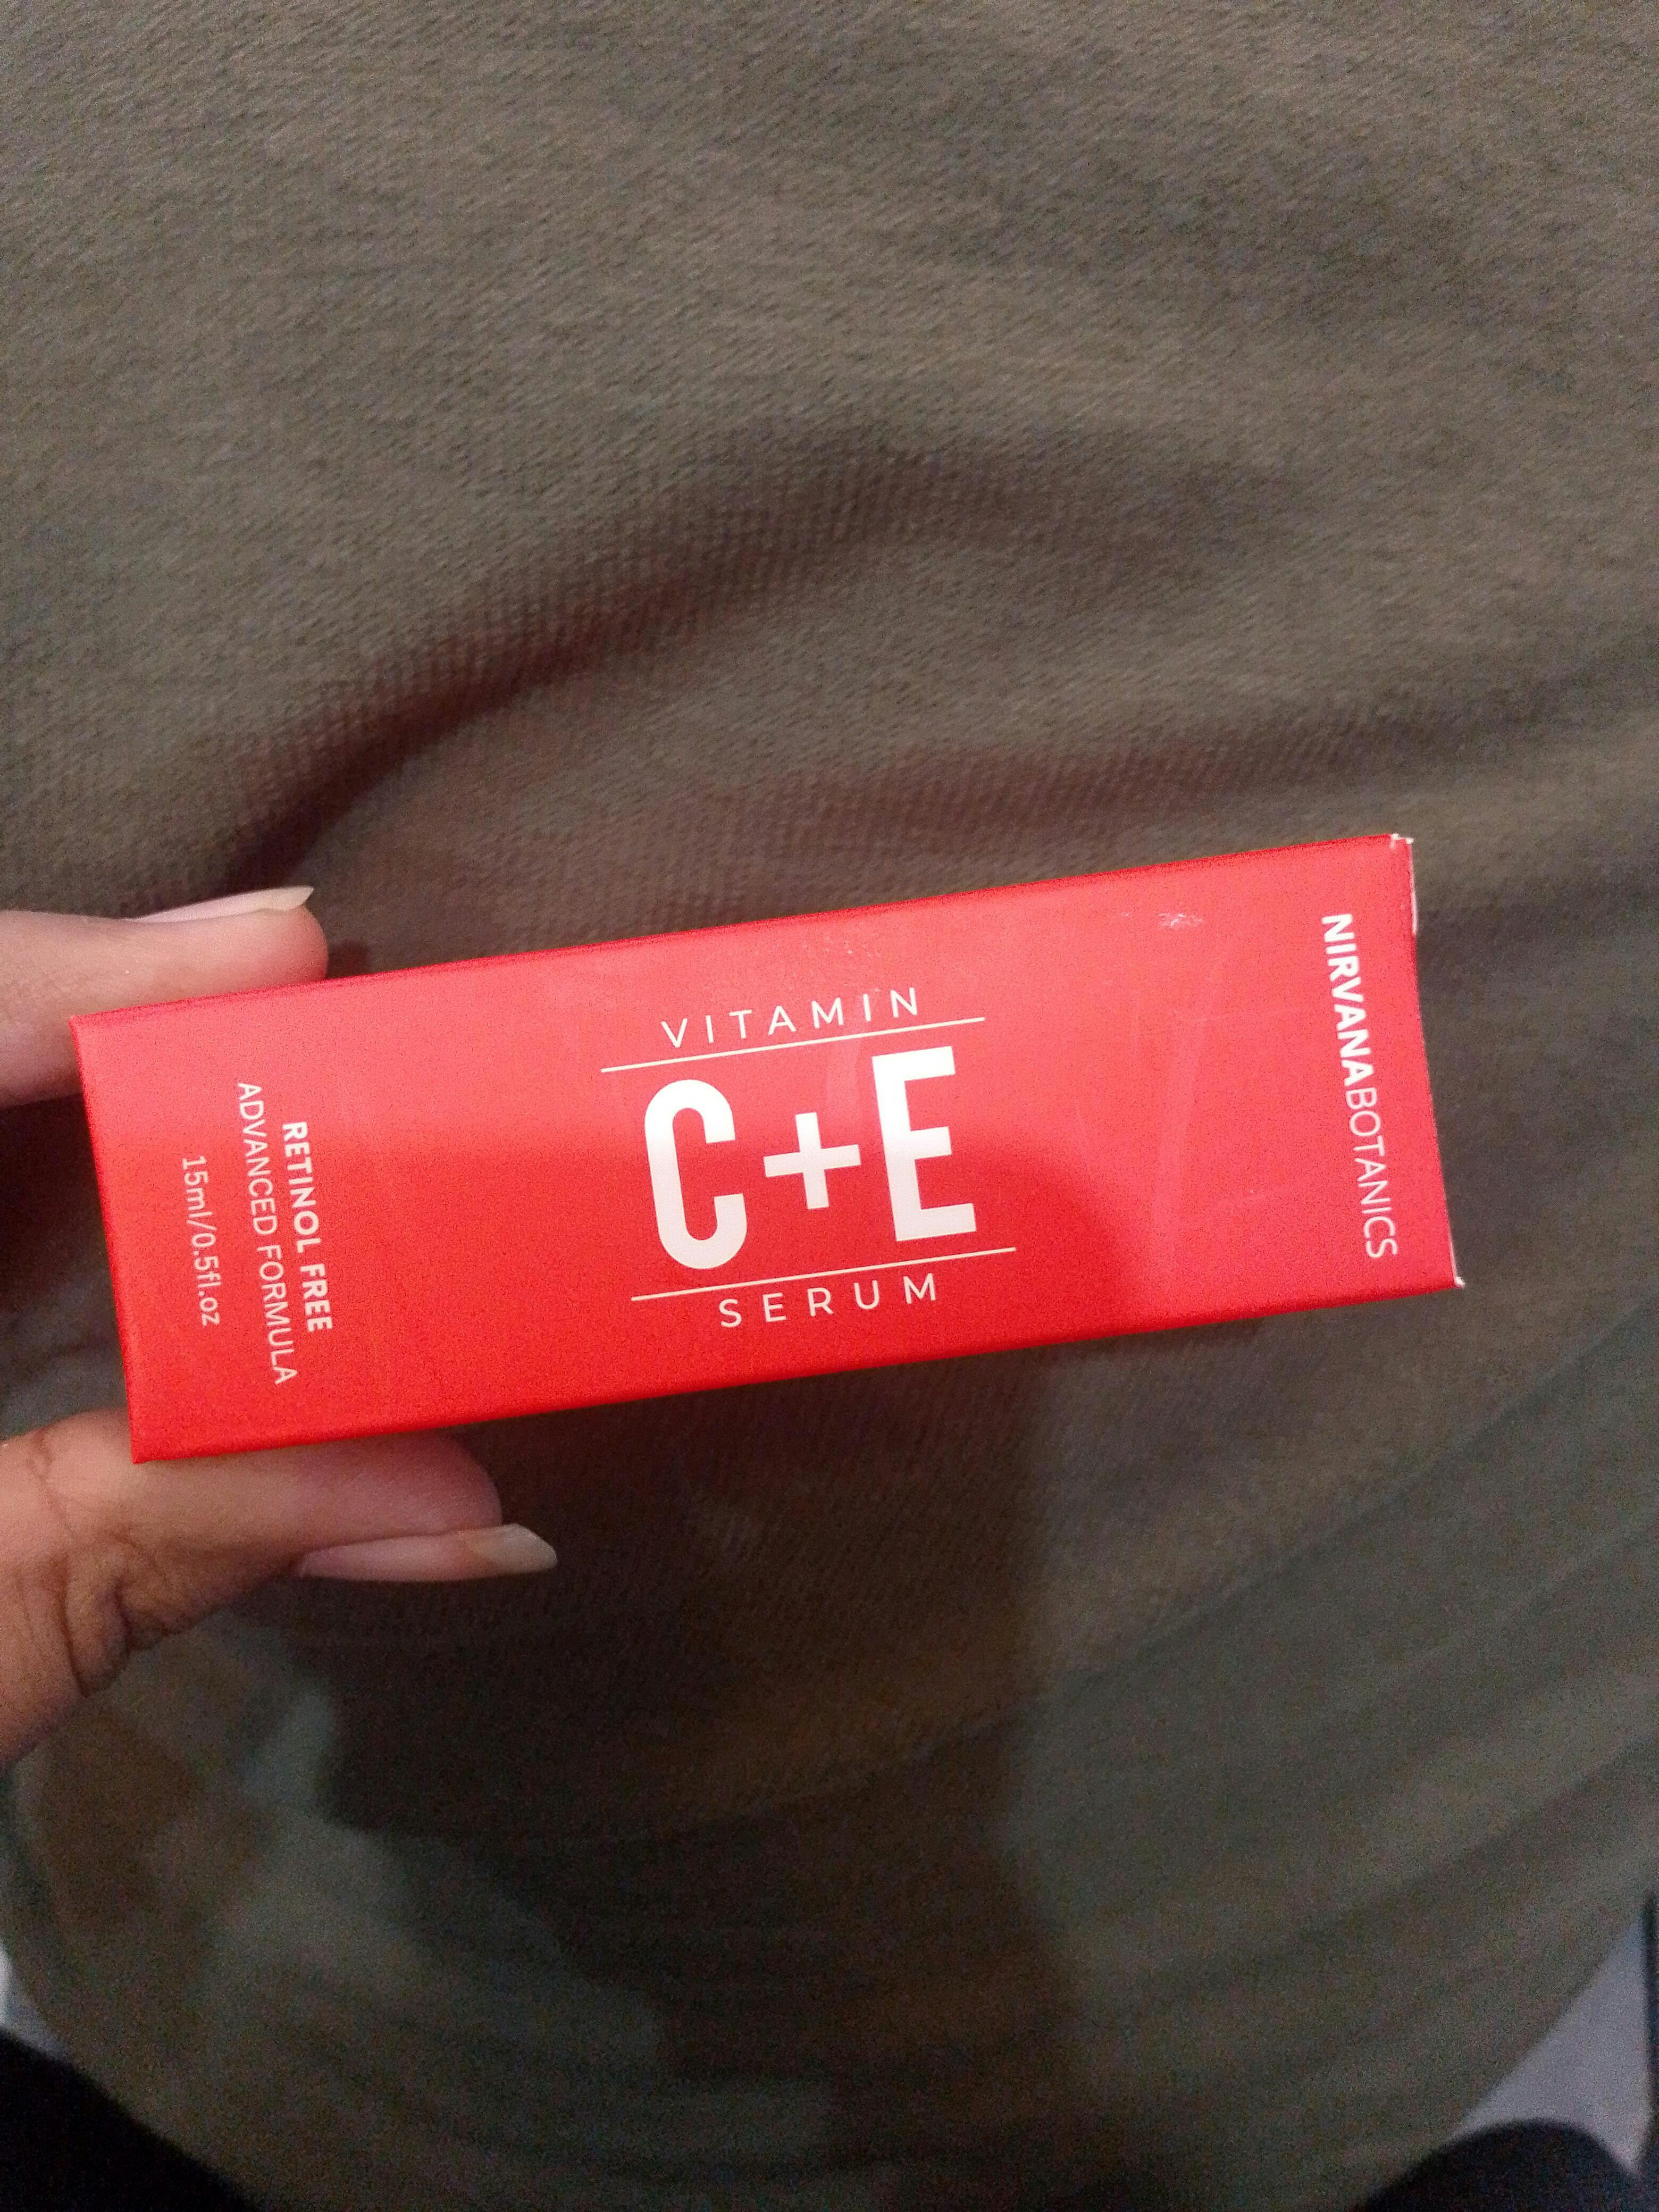 NIRVANABOTANICS
VITAMIN
C+E
SERUM
RETINOL FREE
ADVANCED FORMULA
15ml/0.5fl.oz